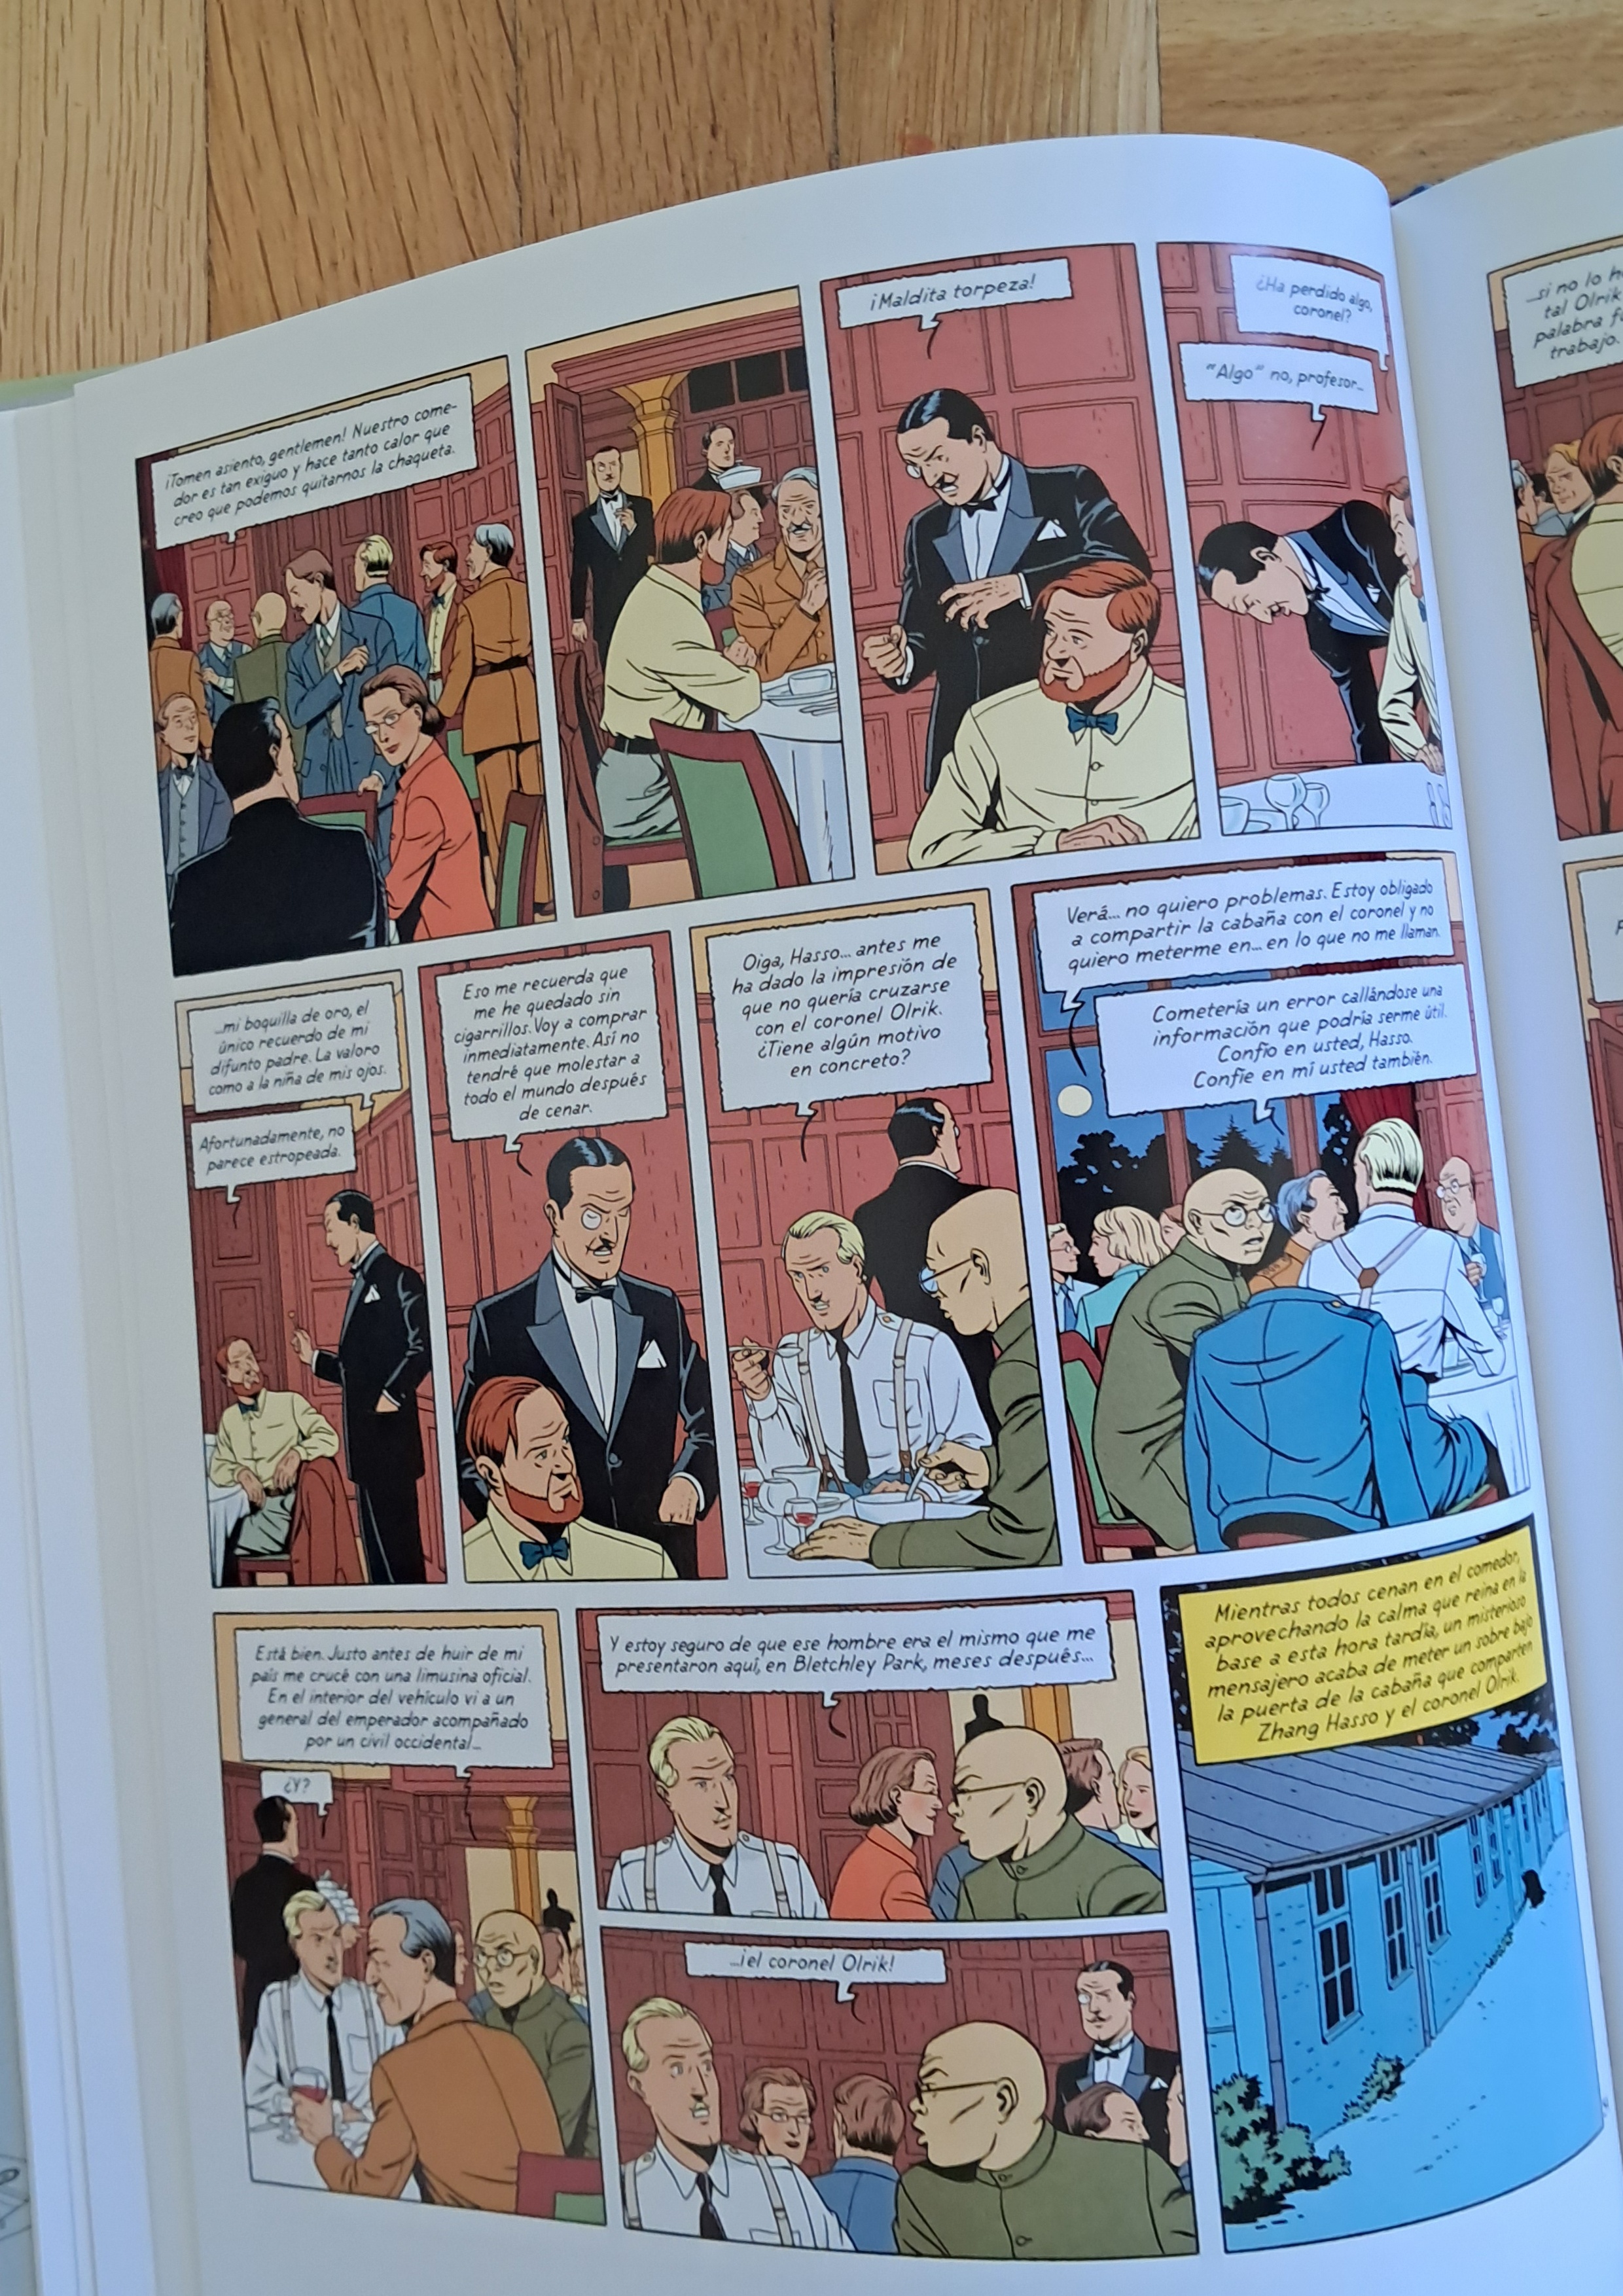 ¡Tomen asiento, gentlemen! Nuestro come-
dor es tan exiguo y hace tanto calor que
creo que podemos quitarnos la chaqueta.
¡Maldita torpeza!
¿Ha perdido algo,
coronel?
"Algo" no, profesor...
...mi boquilla de oro, el
único recuerdo de mi
difunto padre. La valoro
como a la niña de mis ojos.
Afortunadamente, no
parece estropeada.
Eso me recuerda que
me he quedado sin
cigarrillos. Voy a comprar
inmediatamente. Así no
tendré que molestar a
todo el mundo después
de cenar.
Oiga, Hasso... antes me
ha dado la impresión de
que no quería cruzarse
con el coronel Olrik.
¿Tiene algún motivo
en concreto?
Verá... no quiero problemas. Estoy obligado
a compartir la cabaña con el coronel y no
quiero meterme en... en lo que no me llaman.
Cometería un error callándose una
información que podría serme útil.
Confío en usted, Hasso.
Confíe en mí usted también.
Está bien. Justo antes de huir de mi
país me crucé con una limusina oficial.
En el interior del vehículo vi a un
general del emperador acompañado
por un civil occidental...
¿Y?
Y estoy seguro de que ese hombre era el mismo que me
presentaron aquí, en Bletchley Park, meses después...
...¡el coronel Olrik!
Mientras todos cenan en el comedor,
aprovechando la calma que reina en la
base a esta hora tardía, un misterioso
mensajero acaba de meter un sobre bajo
la puerta de la cabaña que comparten
Zhang Hasso y el coronel Olrik.
...si no lo
tal Olrik
palabra
trabajo.